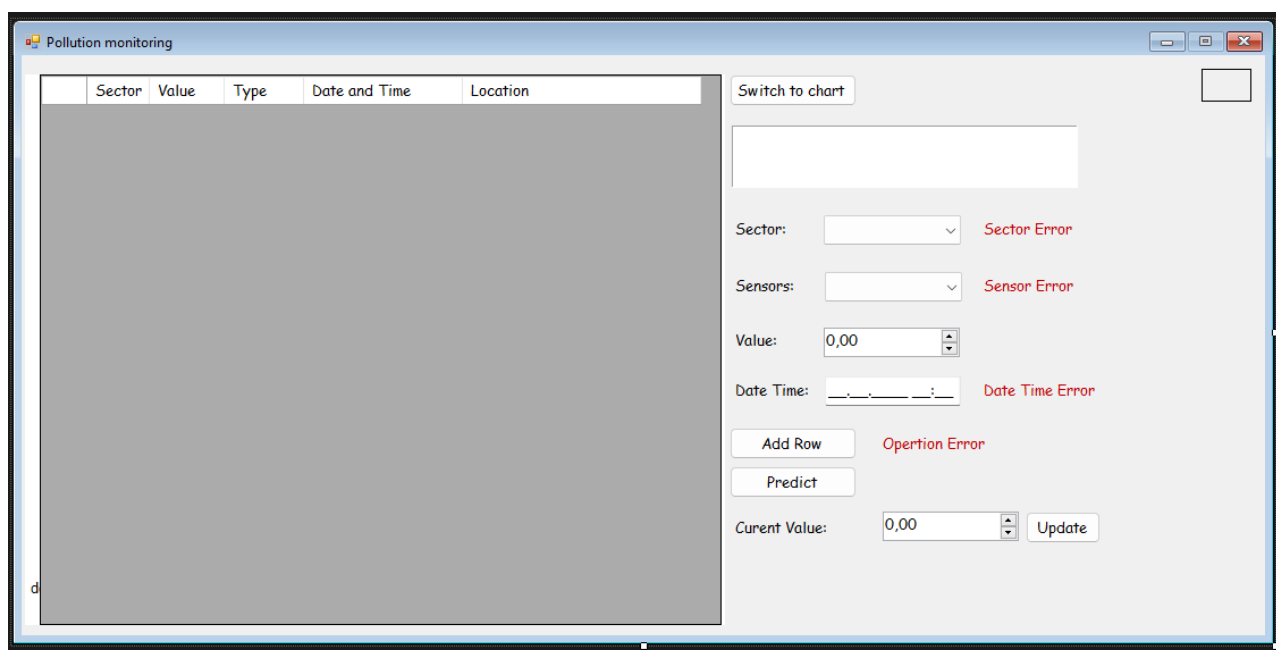 Pollution monitoring
Sector Value Type Date and Time Location
Switch to chart
Sector: Sector Error
Sensors: Sensor Error
Value: 0,00
Date Time: __.__.____ __:__ Date Time Error
Add Row Opertion Error
Predict
Curent Value: 0,00 Update
d